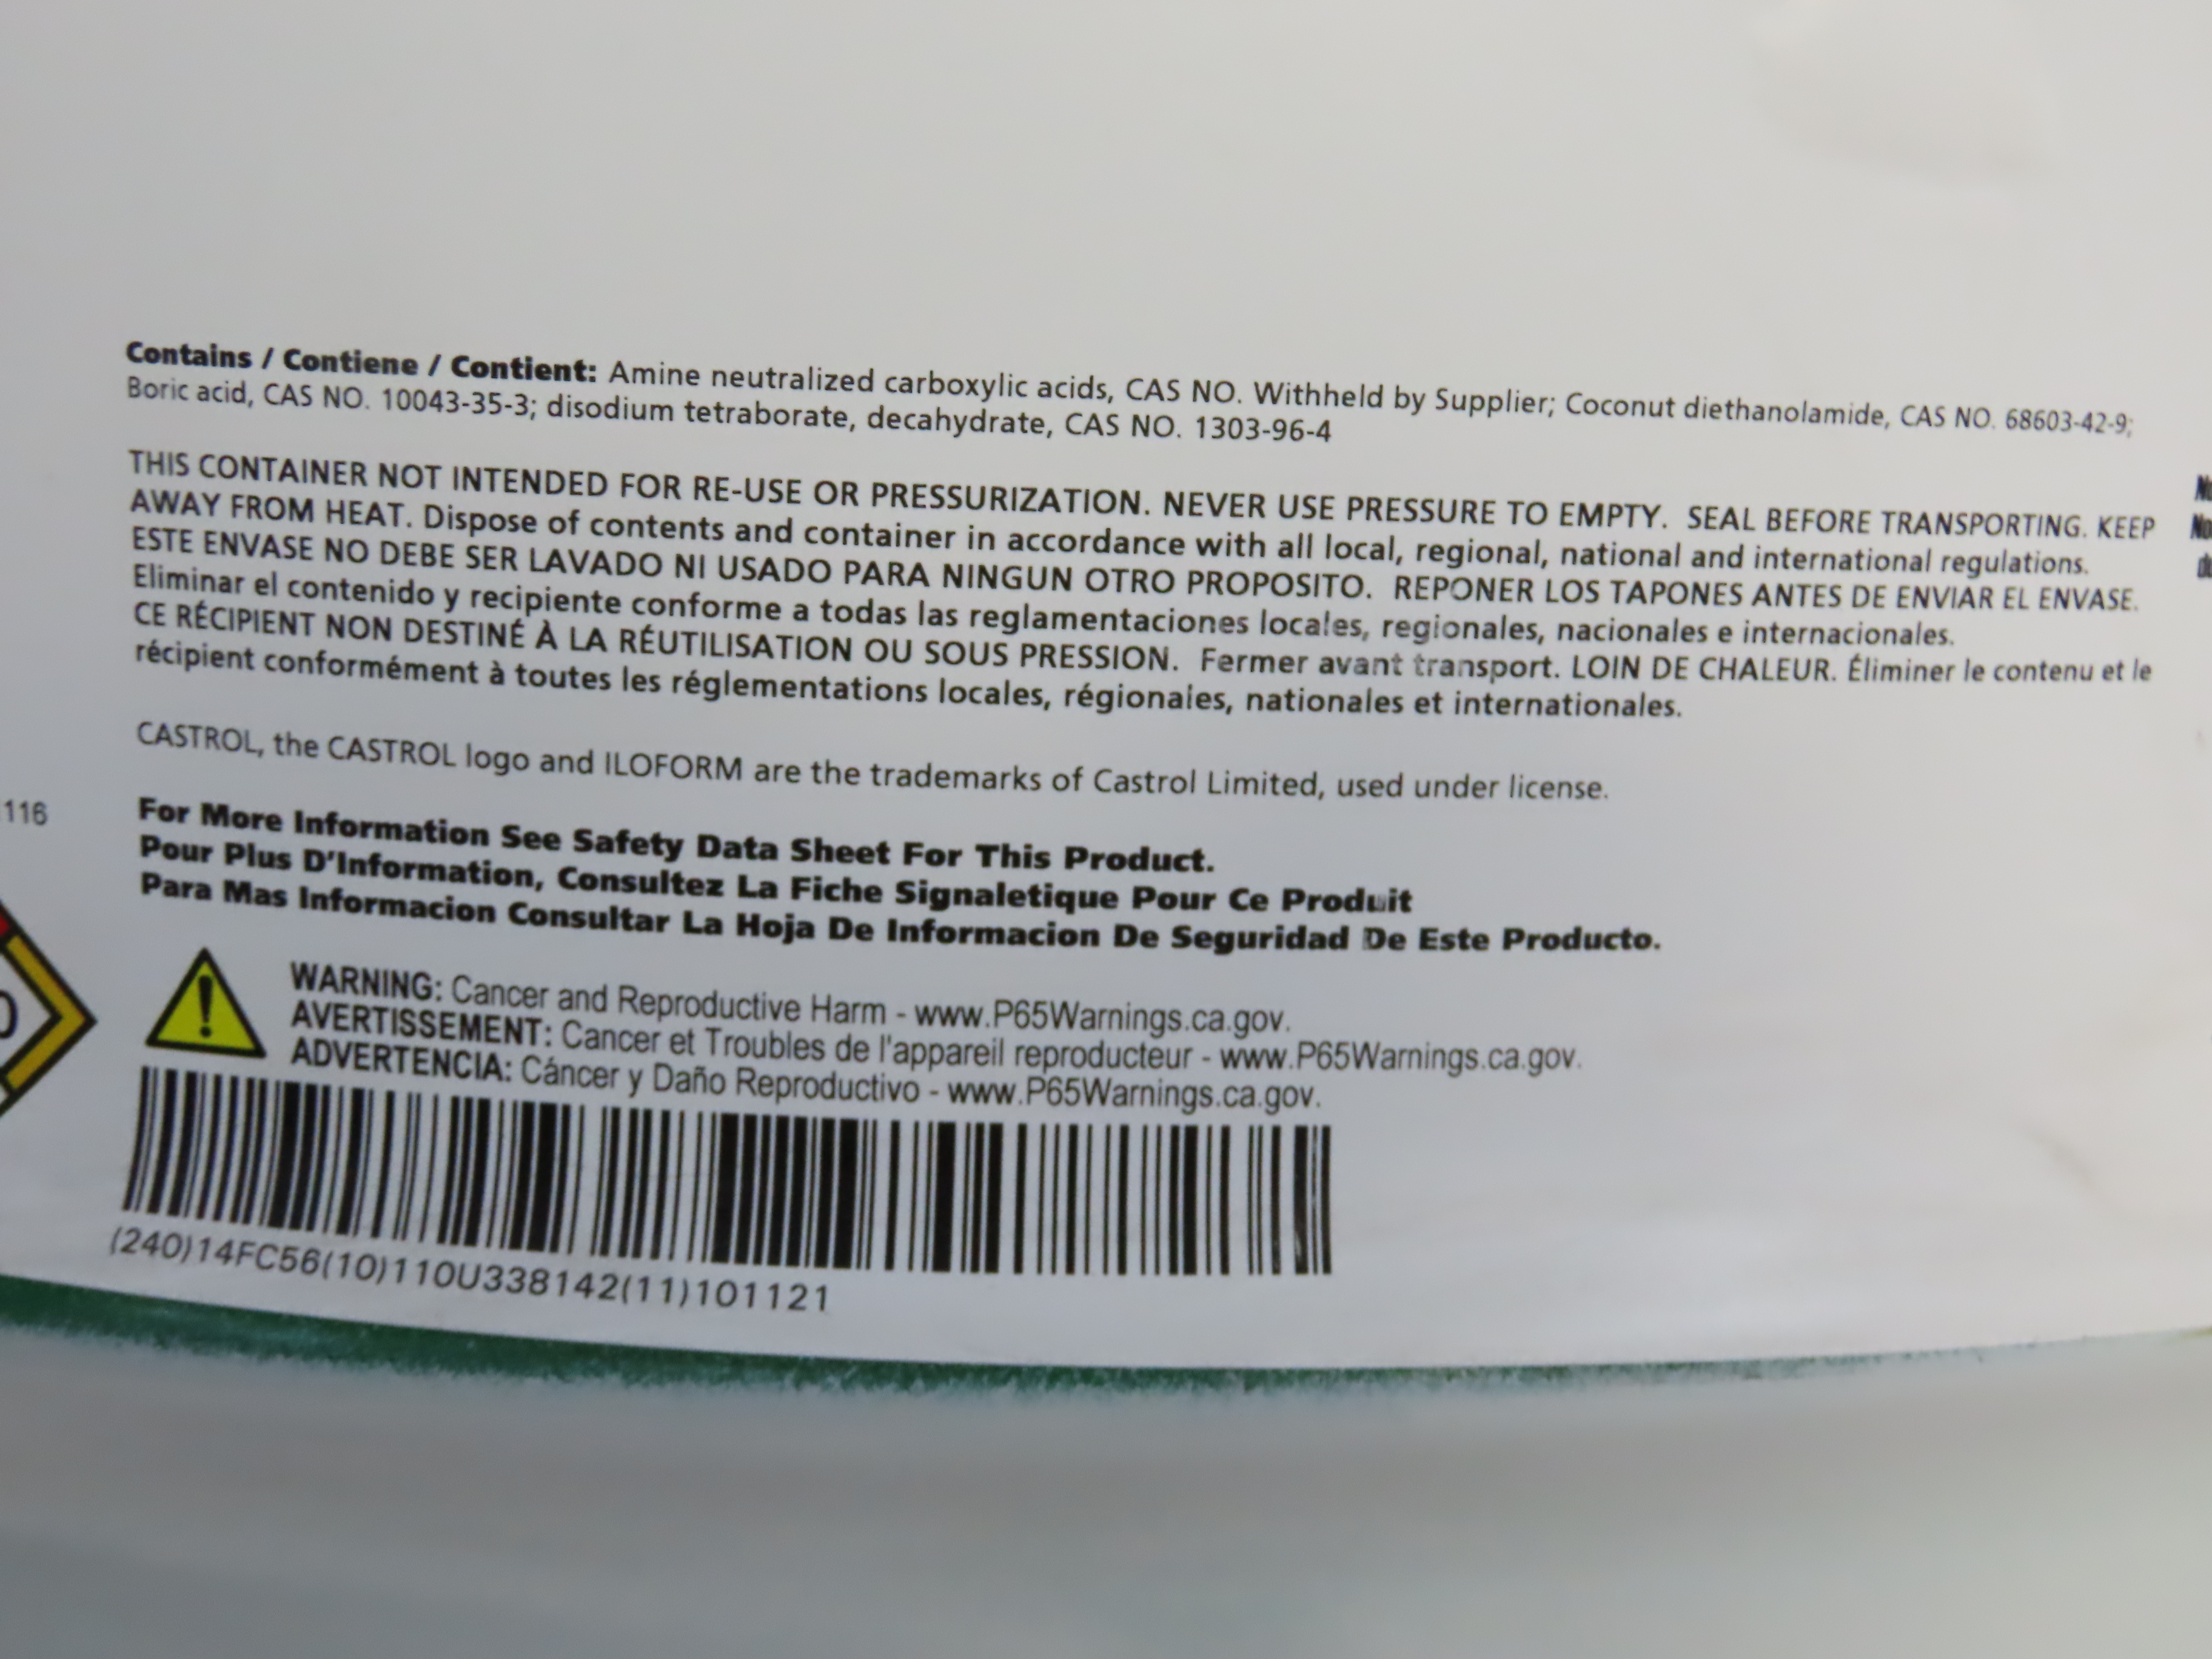 Contains / Contiene / Contient: Amine neutralized carboxylic acids, CAS NO. Withheld by Supplier; Coconut diethanolamide, CAS NO. 68603-42-9;
Boric acid, CAS NO. 10043-35-3; disodium tetraborate, decahydrate, CAS NO. 1303-96-4
THIS CONTAINER NOT INTENDED FOR RE-USE OR PRESSURIZATION. NEVER USE PRESSURE TO EMPTY. SEAL BEFORE TRANSPORTING. KEEP
AWAY FROM HEAT. Dispose of contents and container in accordance with all local, regional, national and international regulations.
ESTE ENVASE NO DEBE SER LAVADO NI USADO PARA NINGUN OTRO PROPOSITO. REPONER LOS TAPONES ANTES DE ENVIAR EL ENVASE.
Eliminar el contenido y recipiente conforme a todas las reglamentaciones locales, regionales, nacionales e internacionales.
CE RÉCIPIENT NON DESTINÉ À LA RÉUTILISATION OU SOUS PRESSION. Fermer avant transport. LOIN DE CHALEUR. Éliminer le contenu et le
récipient conformément à toutes les réglementations locales, régionales, nationales et internationales.
CASTROL, the CASTROL logo and ILOFORM are the trademarks of Castrol Limited, used under license.
116
For More Information See Safety Data Sheet For This Product.
Pour Plus D'Information, Consultez La Fiche Signaletique Pour Ce Produit
Para Mas Informacion Consultar La Hoja De Informacion De Seguridad De Este Producto.
0
WARNING: Cancer and Reproductive Harm - www.P65Warnings.ca.gov.
AVERTISSEMENT: Cancer et Troubles de l'appareil reproducteur - www.P65Warnings.ca.gov.
ADVERTENCIA: Cáncer y Daño Reproductivo - www.P65Warnings.ca.gov.
(240)14FC56(10)110U338142(11)101121